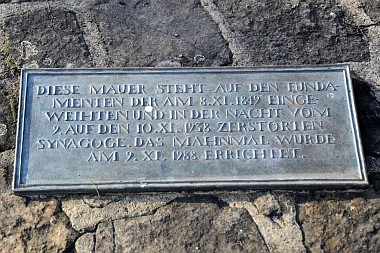 DIESE MAUER STEHT AUF DEN FUNDA-
MENTEN DER AM 8.XI.1819 EINGE-
WEIHTEN UND IN DER NACHT VOM
9. AUF DEN 10.XI.1938 ZERSTÖRTEN
SYNAGOGE. DAS MAHNMAL WURDE
AM 9.XI.1988 ERRICHTET.